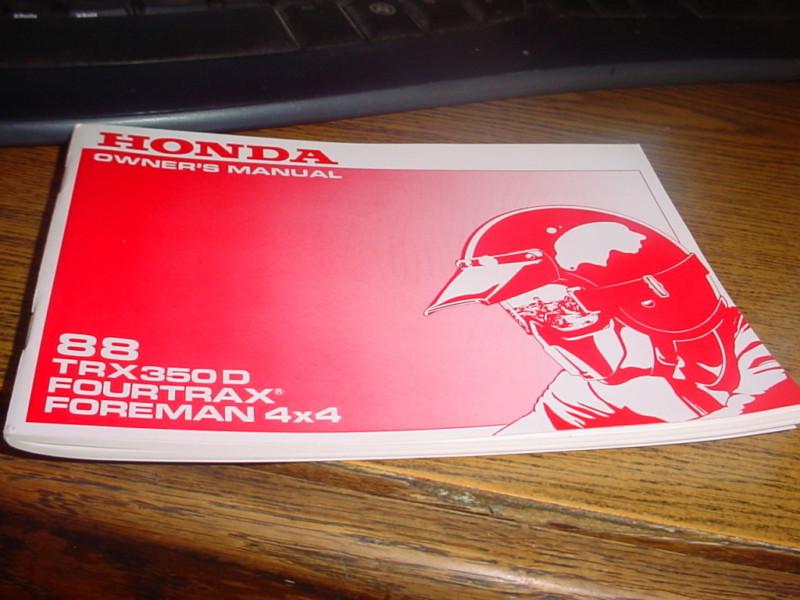 HONDA
OWNER'S MANUAL
88
TRX350D
FOURTRAX®
FOREMAN 4x4